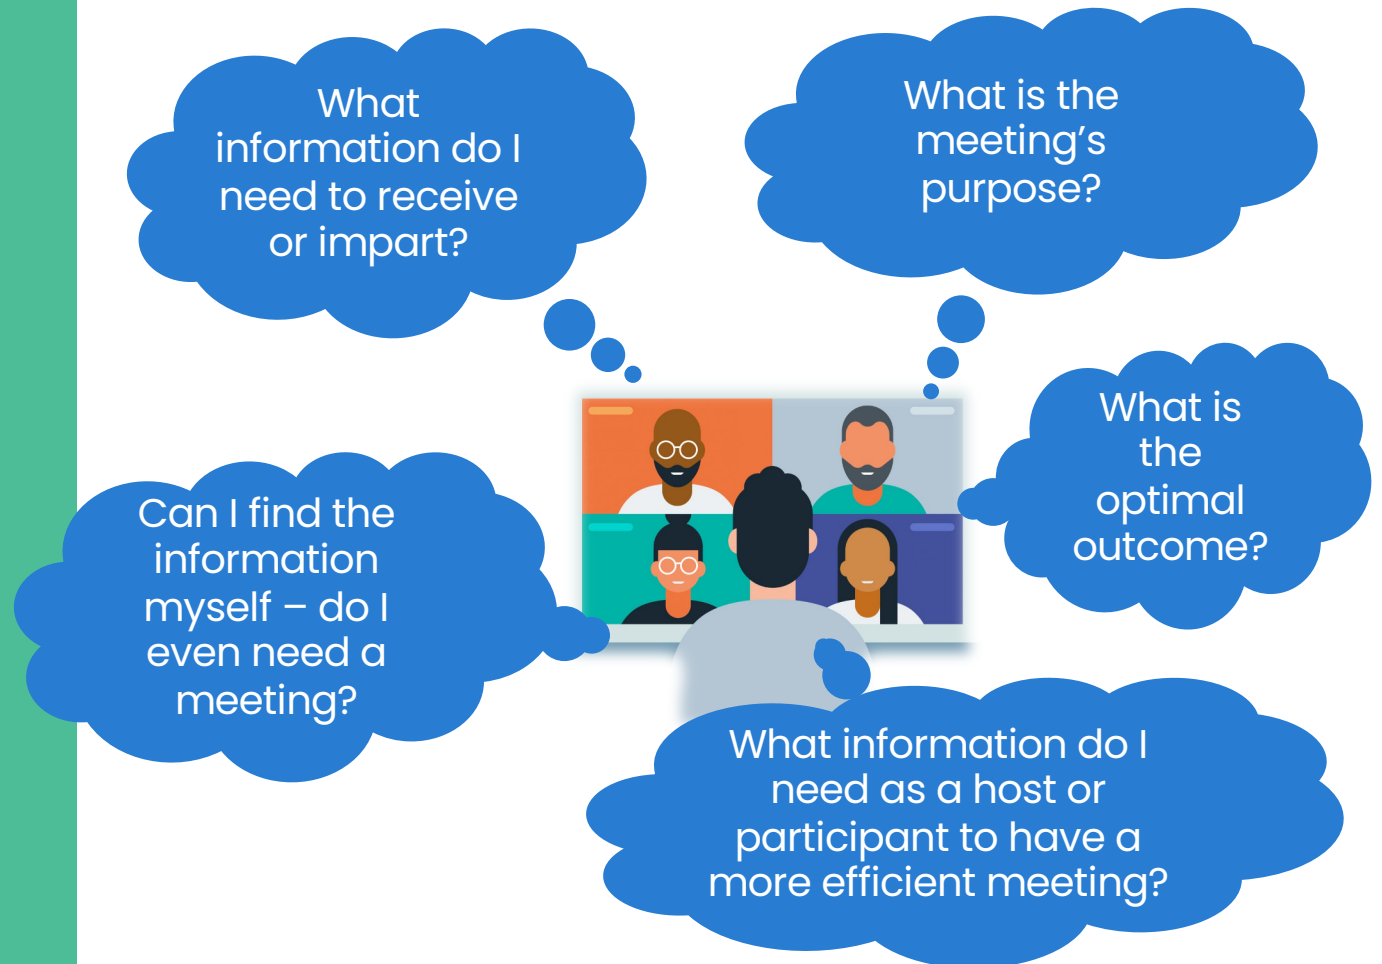 What
information do I
need to receive
or impart?
What is the
meeting’s
purpose?
What is
the
optimal
outcome?
Can I find the
information
myself – do I
even need a
meeting?
What information do I
need as a host or
participant to have a
more efficient meeting?